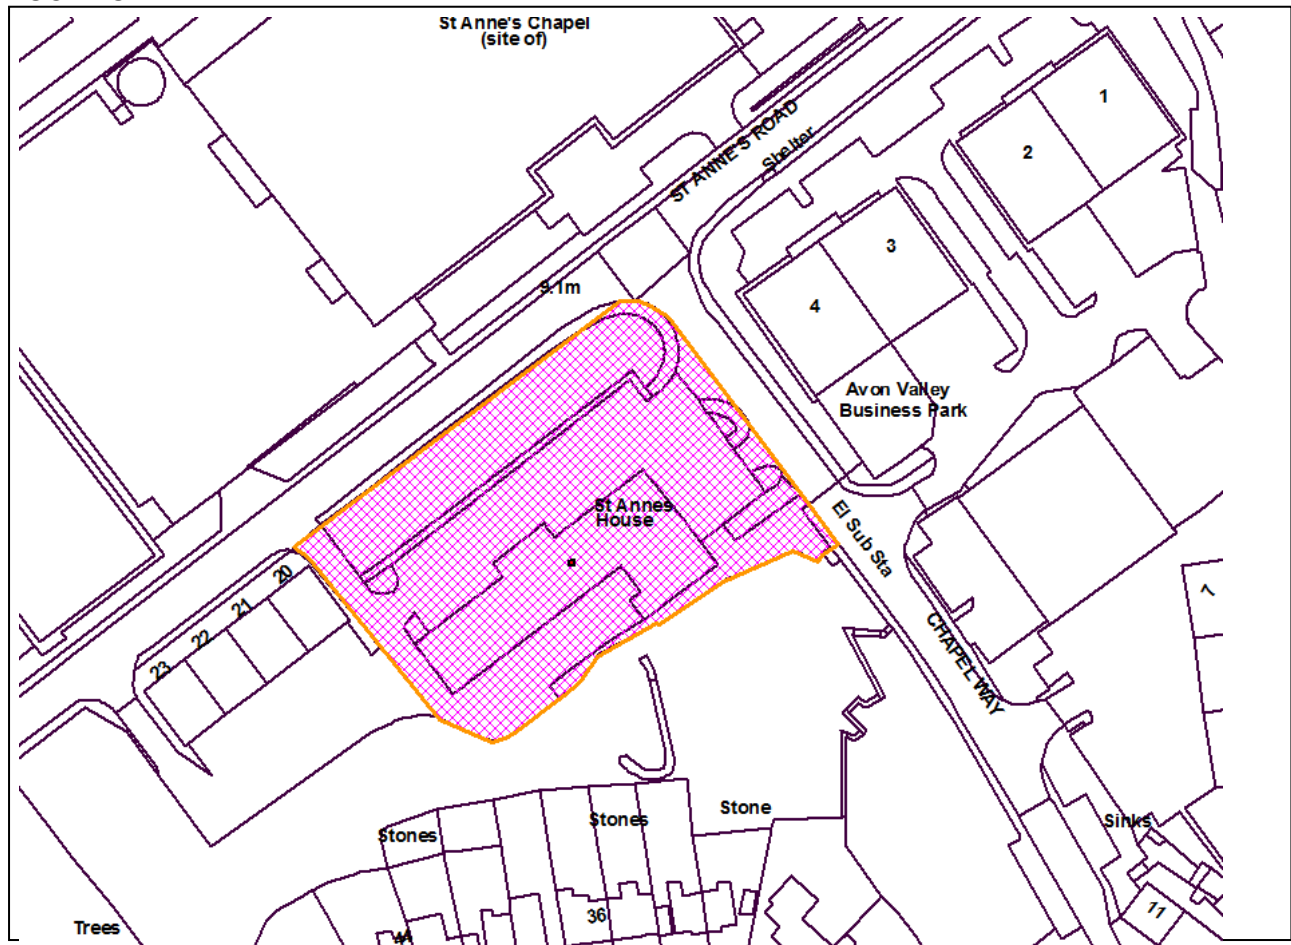 St Anne's Chapel
(site of)
ST ANNE'S ROAD
Shelter
1
2
3
4
9.1m
Avon Valley
Business Park
St Annes
House
El Sub Sta
CHAPEL WAY
20
21
22
23
7
Stones
Stones
Stone
Sinks
Trees
44
36
11